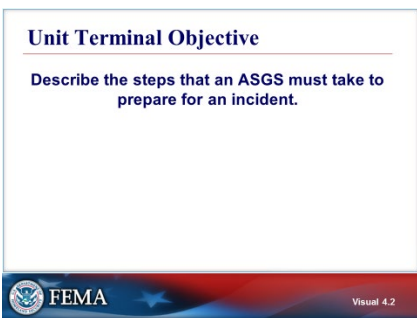 Unit Terminal Objective
Describe the steps that an ASGS must take to
prepare for an incident.
FEMA
Visual 4.2